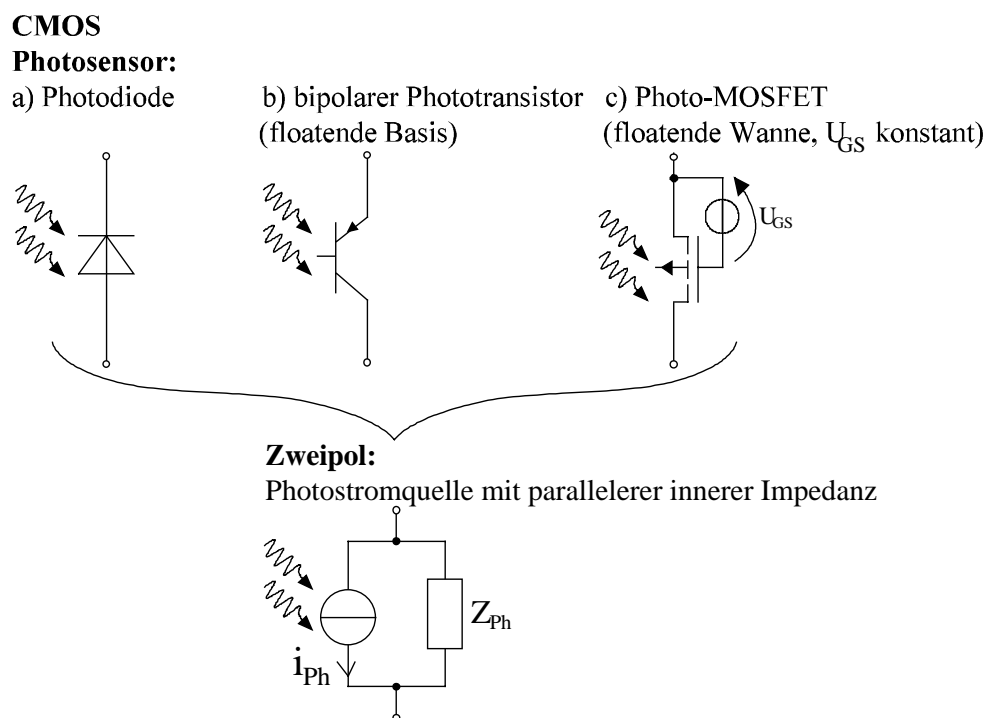 CMOS
Photosensor:
a) Photodiode
b) bipolarer Phototransistor
(floatende Basis)
c) Photo-MOSFET
(floatende Wanne, U_GS konstant)
U_GS
Zweipol:
Photostromquelle mit parallelerer innerer Impedanz
Z_Ph
i_Ph